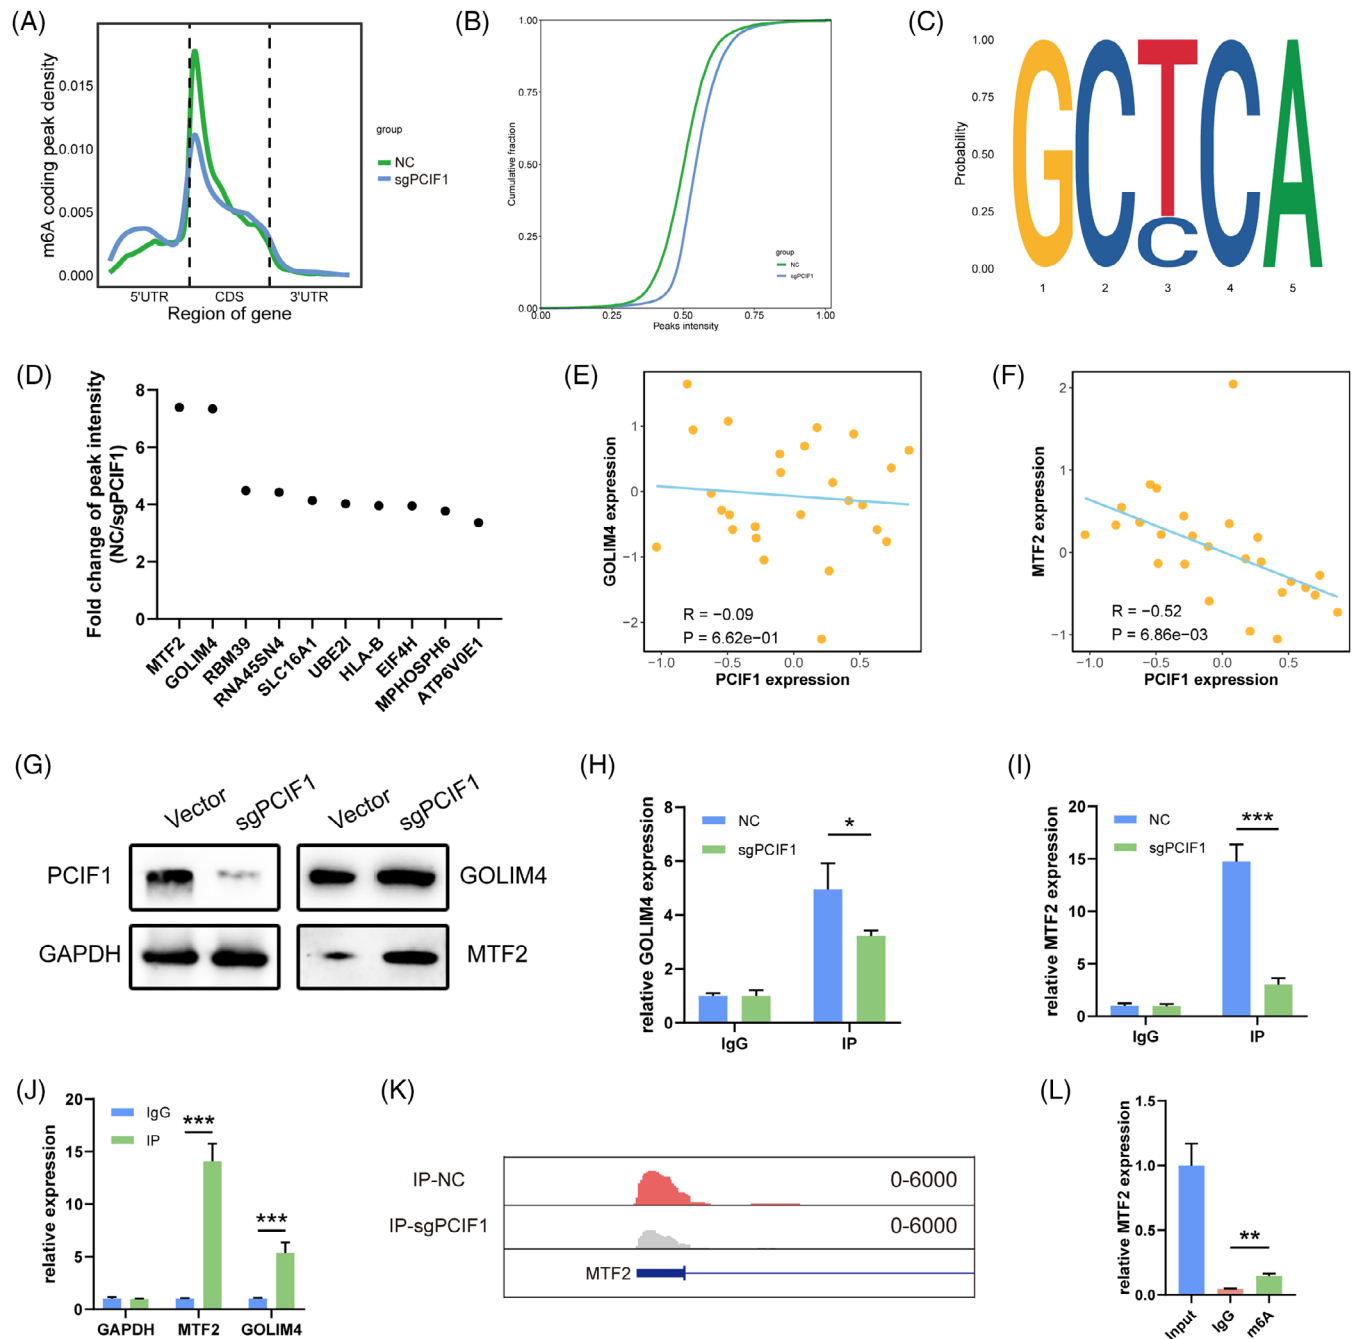 (A)
m6A coding peak density
0.015
0.010
0.005
0.000
5'UTR
CDS
3'UTR
Region of gene
group
NC
sgPCIF1
(B)
Cumulative fraction
1.00
0.75
0.50
0.25
0.00
0.00
0.25
0.50
0.75
1.00
Peaks intensity
group
NC
sgPCIF1
(C)
Probability
1.00
0.75
0.50
0.25
0.00
GCTCA
C
1
2
3
4
5
(D)
Fold change of peak intensity
(NC/sgPCIF1)
8
6
4
2
0
MTF2
GOLIM4
RBM39
RNA45SN4
SLC16A1
UBE2I
HLA-B
EIF4H
MPHOSPH6
ATP6V0E1
(E)
GOLIM4 expression
1
0
−1
−2
R = −0.09
P = 6.62e−01
−1.0
−0.5
0.0
0.5
PCIF1 expression
(F)
MTF2 expression
2
1
0
−1
R = −0.52
P = 6.86e−03
−1.0
−0.5
0.0
0.5
PCIF1 expression
(G)
Vector
sgPCIF1
Vector
sgPCIF1
PCIF1
GOLIM4
GAPDH
MTF2
(H)
relative GOLIM4 expression
8
6
4
2
0
NC
sgPCIF1
*
IgG
IP
(I)
relative MTF2 expression
20
15
10
5
0
NC
sgPCIF1
***
IgG
IP
(J)
relative expression
20
15
10
5
0
IgG
IP
***
***
GAPDH
MTF2
GOLIM4
(K)
IP-NC
0-6000
IP-sgPCIF1
0-6000
MTF2
(L)
relative MTF2 expression
1.5
1.0
0.5
0.0
**
Input
IgG
m6A